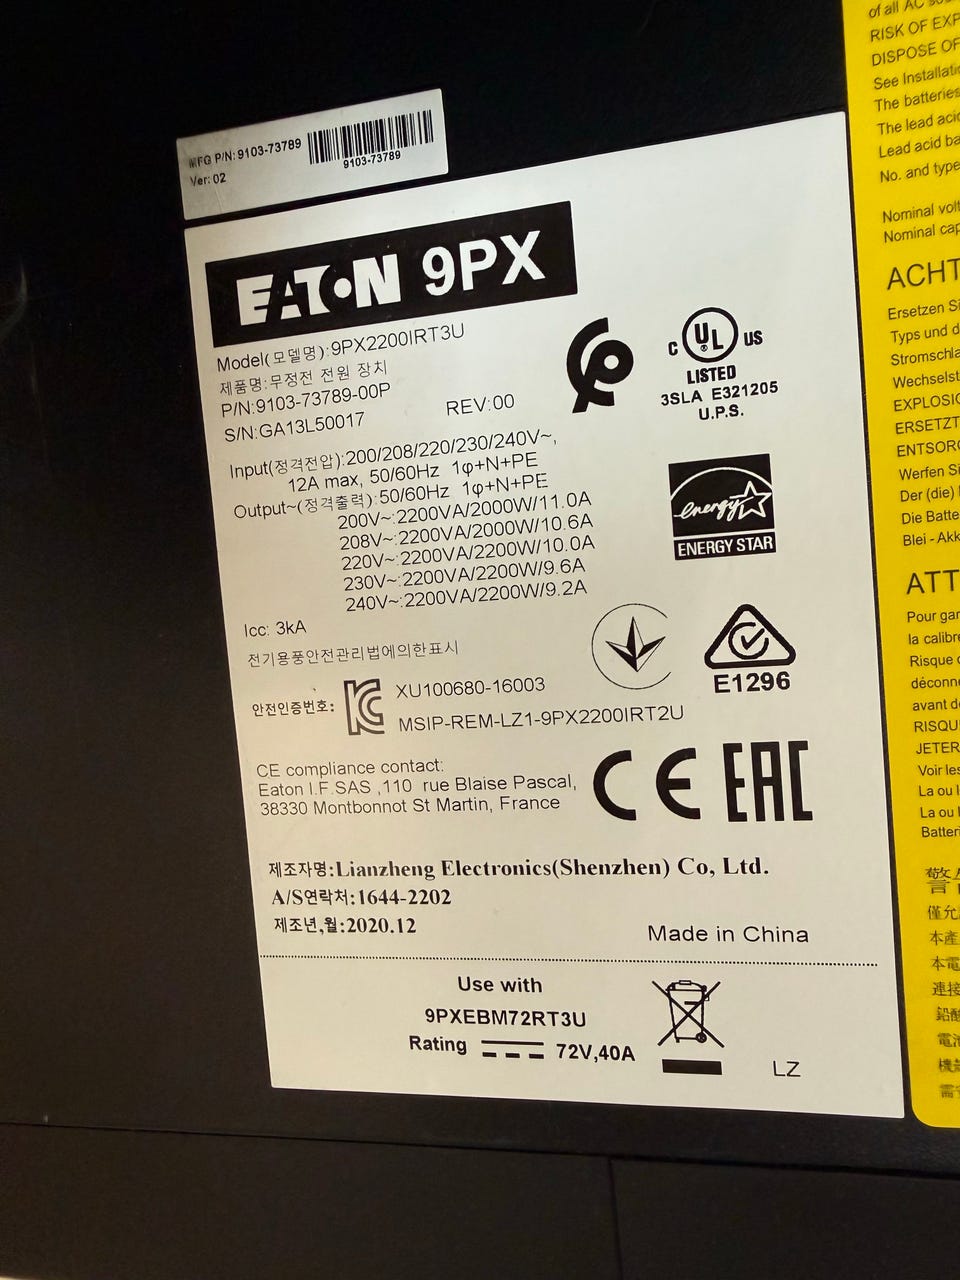 MFG P/N: 9103-73789
9103-73789
Ver: 02
EATON 9PX
Model(모델명):9PX2200IRT3U
제품명:무정전 전원 장치
P/N:9103-73789-00P
S/N:GA13L50017
REV:00
c UL ® US
LISTED
3SLA E321205
U.P.S.
Input(정격전압):200/208/220/230/240V~,
12A max, 50/60Hz 1φ+N+PE
Output~(정격출력):50/60Hz 1φ+N+PE
200V~:2200VA/2000W/11.0A
208V~:2200VA/2000W/10.6A
220V~:2200VA/2200W/10.0A
230V~:2200VA/2200W/9.6A
240V~:2200VA/2200W/9.2A
energy
ENERGY STAR
Icc: 3kA
전기용품안전관리법에의한표시
안전인증번호:
XU100680-16003
MSIP-REM-LZ1-9PX2200IRT2U
E1296
CE compliance contact:
Eaton I.F.SAS ,110 rue Blaise Pascal,
38330 Montbonnot St Martin, France
CE EAC
제조자명:Lianzheng Electronics(Shenzhen) Co, Ltd.
A/S연락처:1644-2202
제조년,월:2020.12
Made in China
Use with
9PXEBM72RT3U
Rating 72V,40A
LZ
of all AC
RISK OF EXP
DISPOSE OF
See Installati
The batteries
The lead acid
Lead acid ba
No. and type
Nominal volt
Nominal cap
ACHT
Ersetzen Si
Typs und d
Stromschla
Wechselst
EXPLOSIO
ERSETZT
ENTSORG
Werfen Si
Der (die)
Die Batte
Blei - Akk
ATT
Pour gar
la calibre
Risque d
déconne
avant de
RISQU
JETER
Voir les
La ou l
La ou l
Batteri
警
僅允
本產
本電
連接
鉛酸
電池
機
需